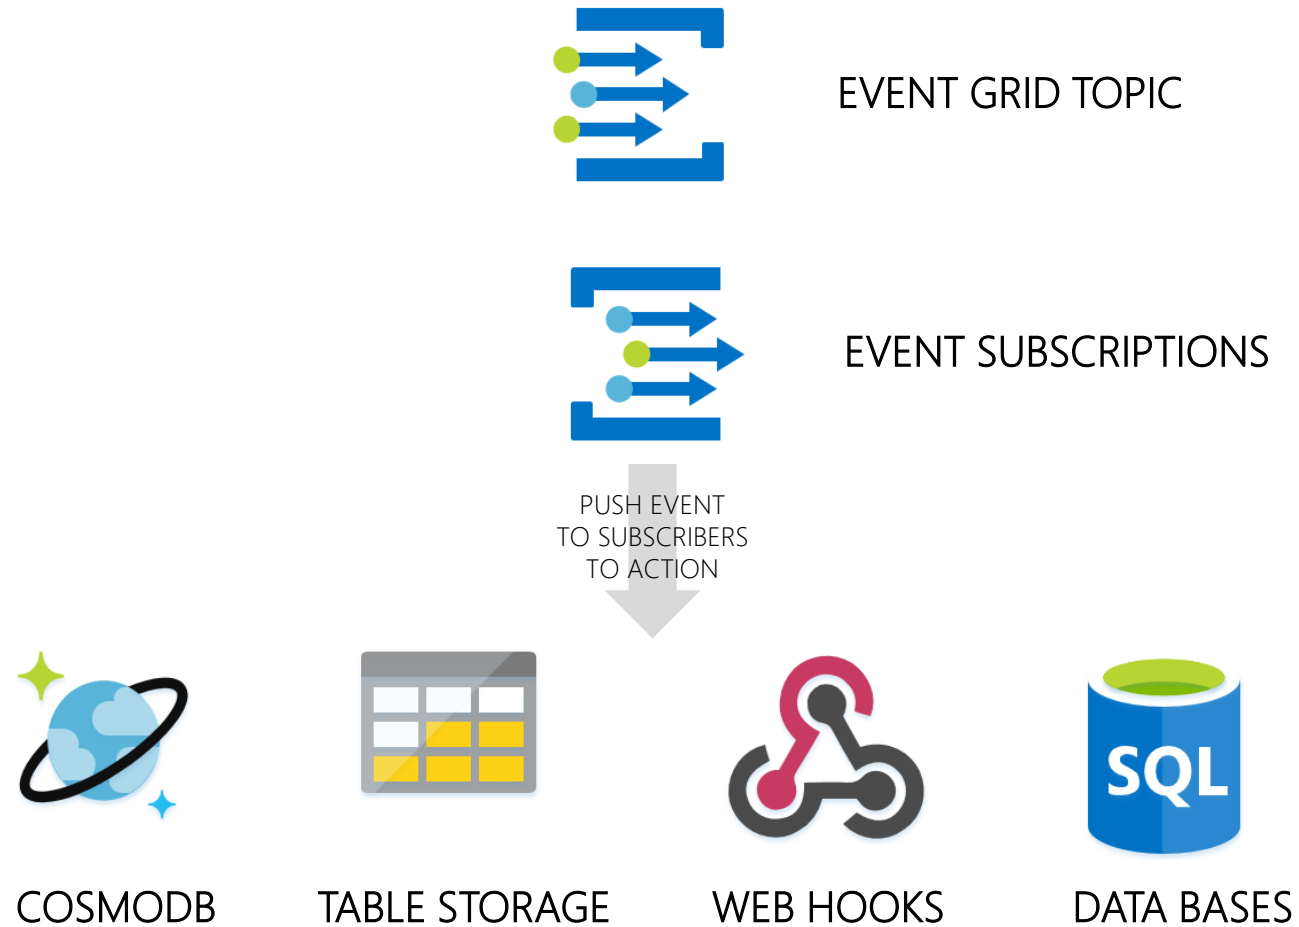 EVENT GRID TOPIC
EVENT SUBSCRIPTIONS
PUSH EVENT
TO SUBSCRIBERS
TO ACTION
SQL
COSMODB
TABLE STORAGE
WEB HOOKS
DATA BASES